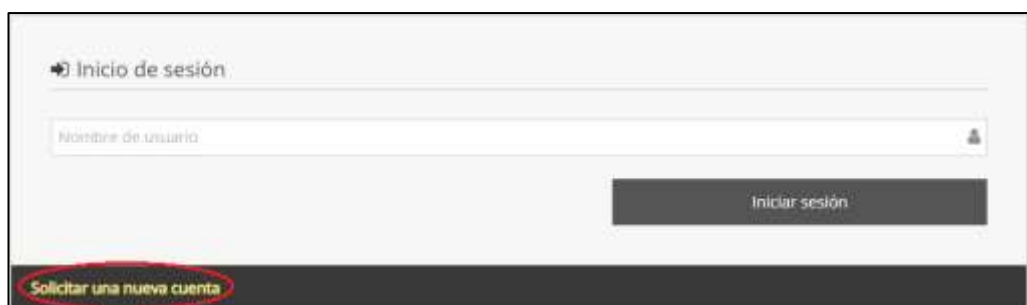 Inicio de sesión
Nombre de usuario
Iniciar sesión
Solicitar una nueva cuenta